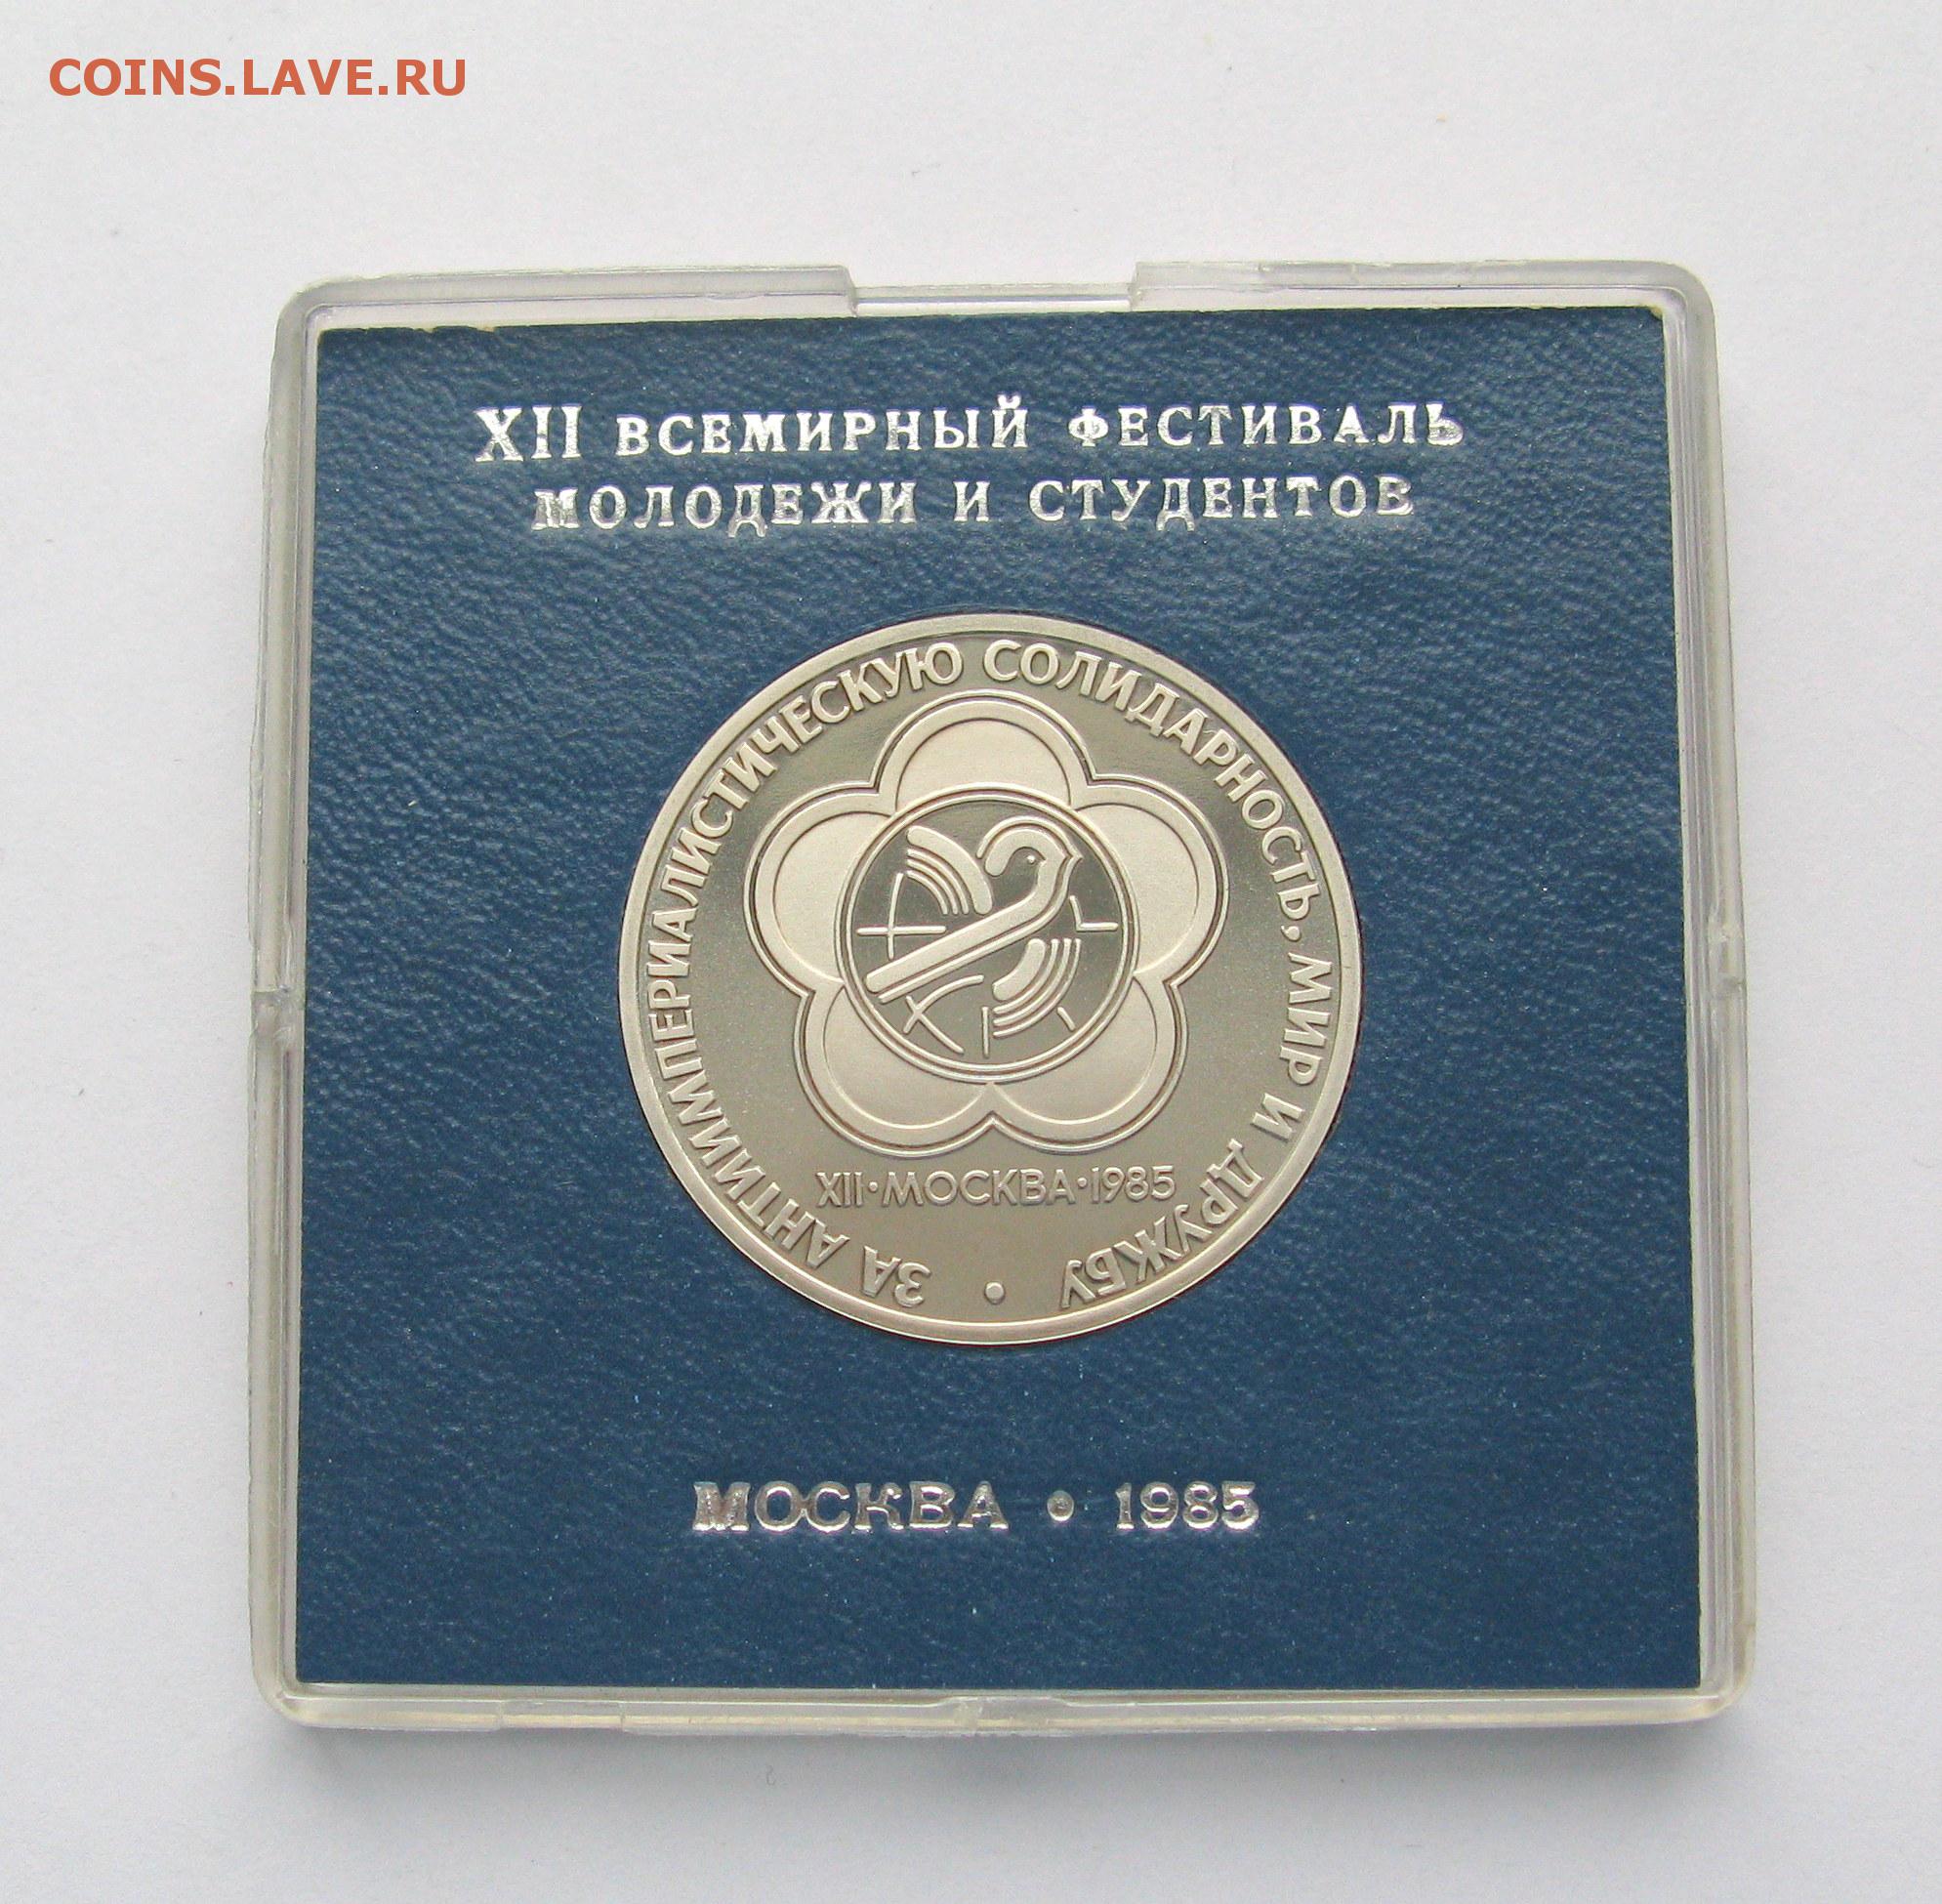 COINS.LAVE.RU
XII ВСЕМИРНЫЙ ФЕСТИВАЛЬ
МОЛОДЕЖИ И СТУДЕНТОВ
ЗА АНТИИМПЕРИАЛИСТИЧЕСКУЮ СОЛИДАРНОСТЬ, МИР И ДРУЖБУ •
XII•МОСКВА•1985
МОСКВА • 1985